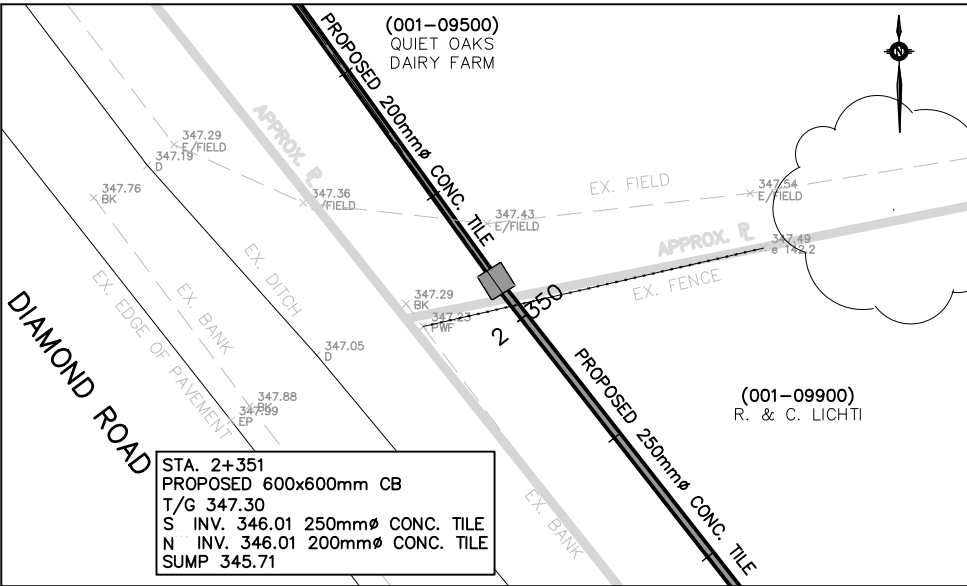 (001-09500)
QUIET OAKS
DAIRY FARM
N
PROPOSED 200mmø CONC. TILE
APPROX. ℄
347.29
E/FIELD
347.19
D
347.76
BK
347.36
E/FIELD
347.43
E/FIELD
EX. FIELD
347.54
E/FIELD
APPROX. ℄
347.49
e 142.2
EX. FENCE
347.29
BK
347.23
PWF
2 350
EX. DITCH
EX. BANK
EX. EDGE OF PAVEMENT
347.05
D
347.88
BK
347.99
EP
DIAMOND ROAD
PROPOSED 250mmø CONC. TILE
(001-09900)
R. & C. LICHTI
EX. BANK
STA. 2+351
PROPOSED 600x600mm CB
T/G 347.30
S INV. 346.01 250mmø CONC. TILE
N INV. 346.01 200mmø CONC. TILE
SUMP 345.71